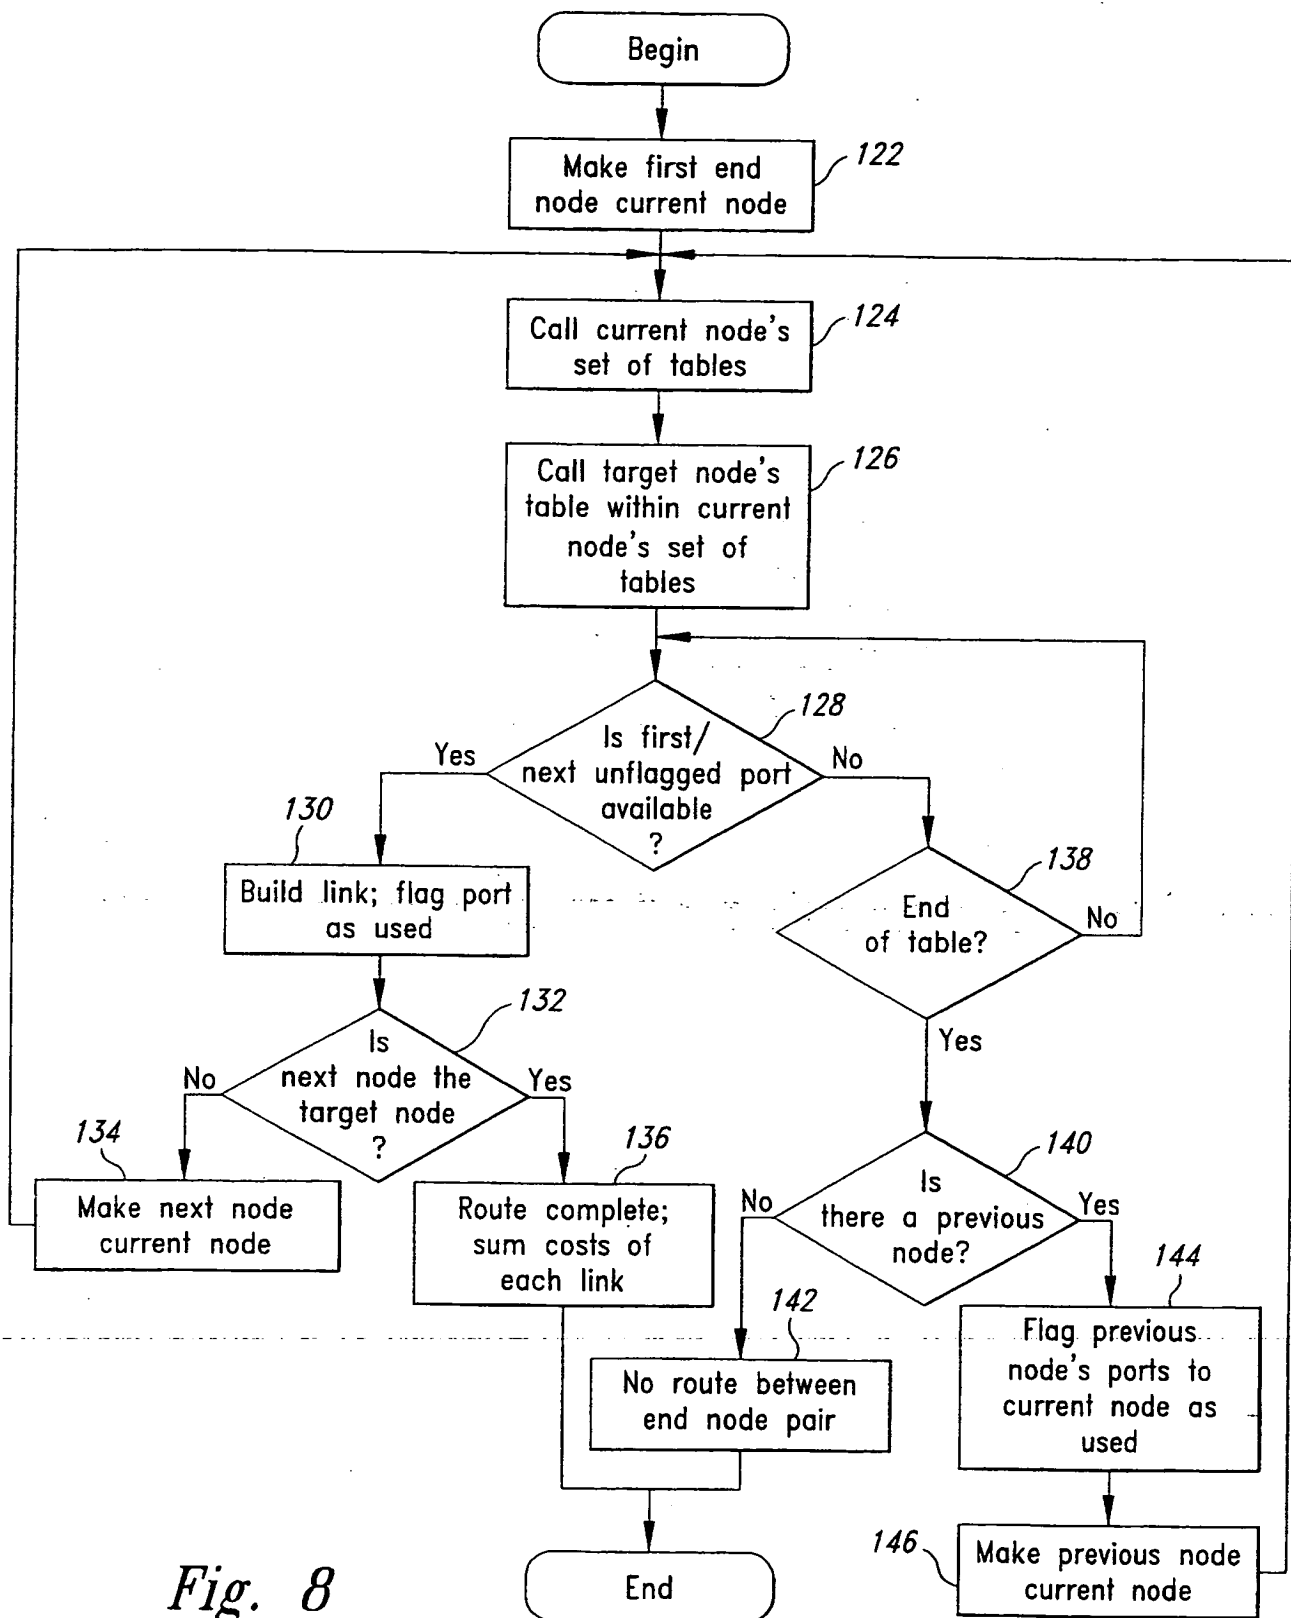 Begin
Make first end
node current node
122
Call current node's
set of tables
124
Call target node's
table within current
node's set of
tables
126
Is first/
next unflagged port
available
?
128
Yes
No
130
Build link; flag port
as used
End
of table?
138
No
Yes
Is
next node the
target node
?
132
No
Yes
134
Make next node
current node
136
Route complete;
sum costs of
each link
Is
there a previous
node?
140
No
Yes
142
No route between
end node pair
144
Flag previous
node's ports to
current node as
used
146
Make previous node
current node
End
Fig. 8